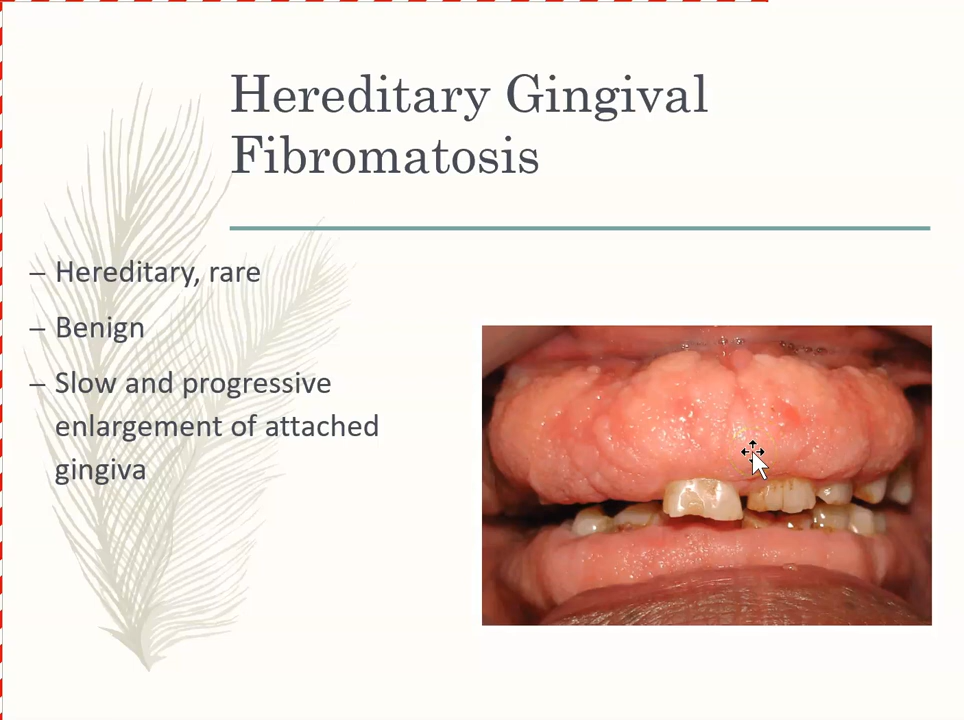 Hereditary Gingival
Fibromatosis
– Hereditary, rare
– Benign
– Slow and progressive
enlargement of attached
gingiva